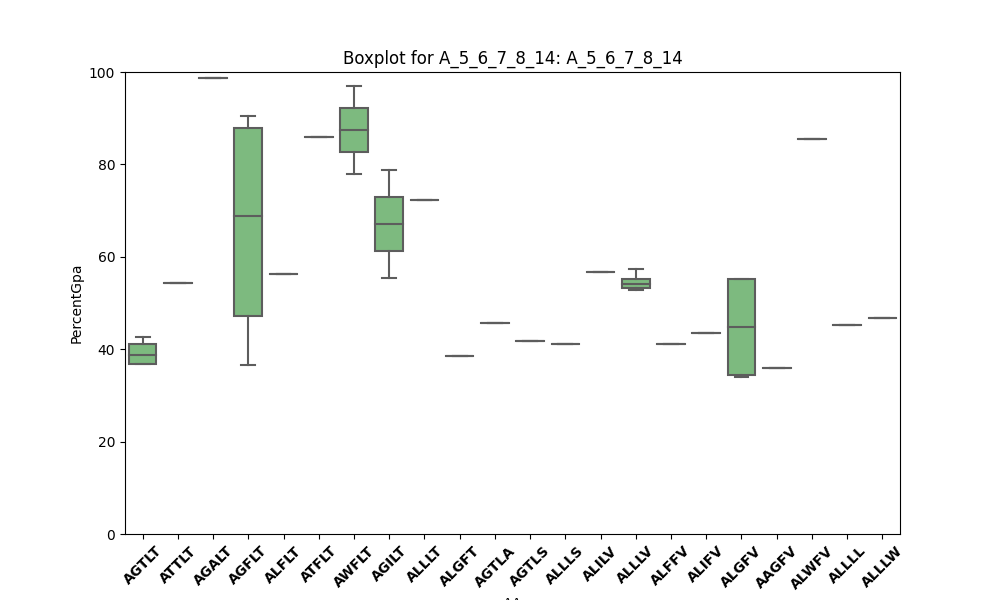 Boxplot for A_5_6_7_8_14: A_5_6_7_8_14
100
80
60
40
20
0
PercentGpa
AGTLT ATTLT AGALT AGFLT ALFLT ATFLT AWFLT AGILT ALLLT ALGFT AGTLA AGTLS ALLLS ALILV ALLLV ALFFV ALIFV ALGFV AAGFV ALWFV ALLLL ALLLW